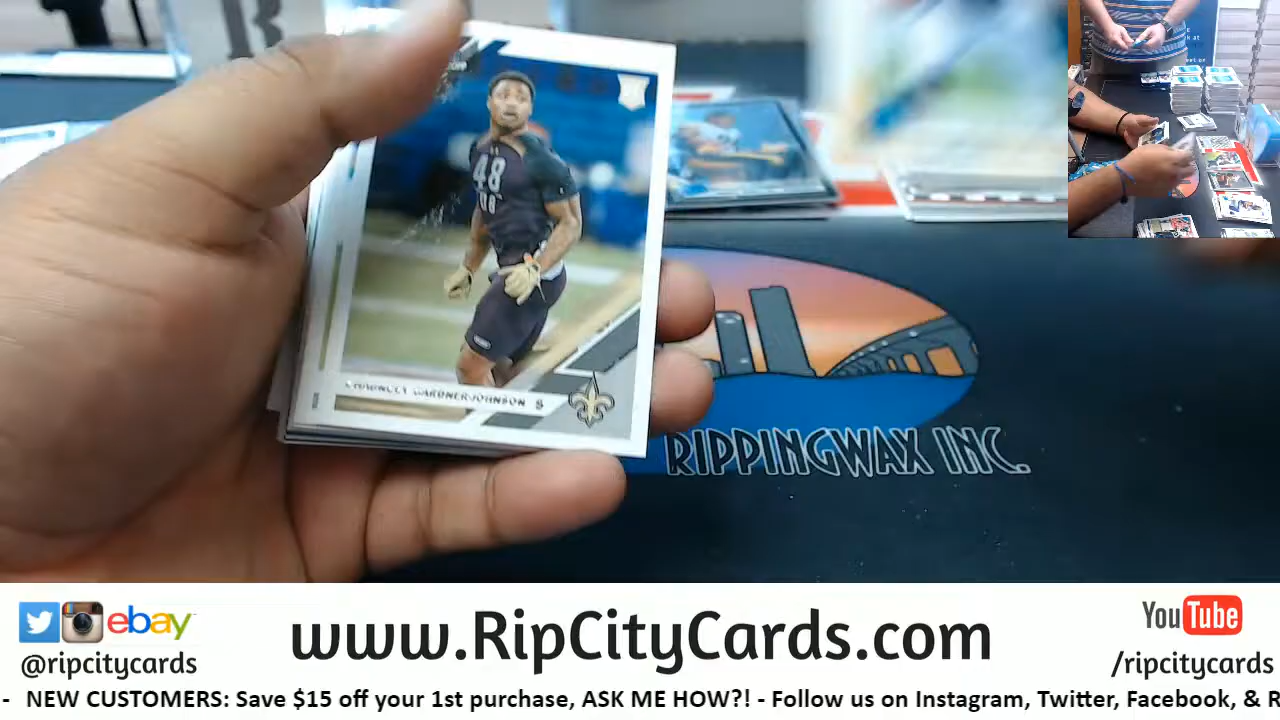 48
CHAUNCEY GARDNER-JOHNSON S
RIPPINGWAX INC.
ebay
@ripcitycards
www.RipCityCards.com
YouTube
/ripcitycards
- NEW CUSTOMERS: Save $15 off your 1st purchase, ASK ME HOW?! - Follow us on Instagram, Twitter, Facebook, & R